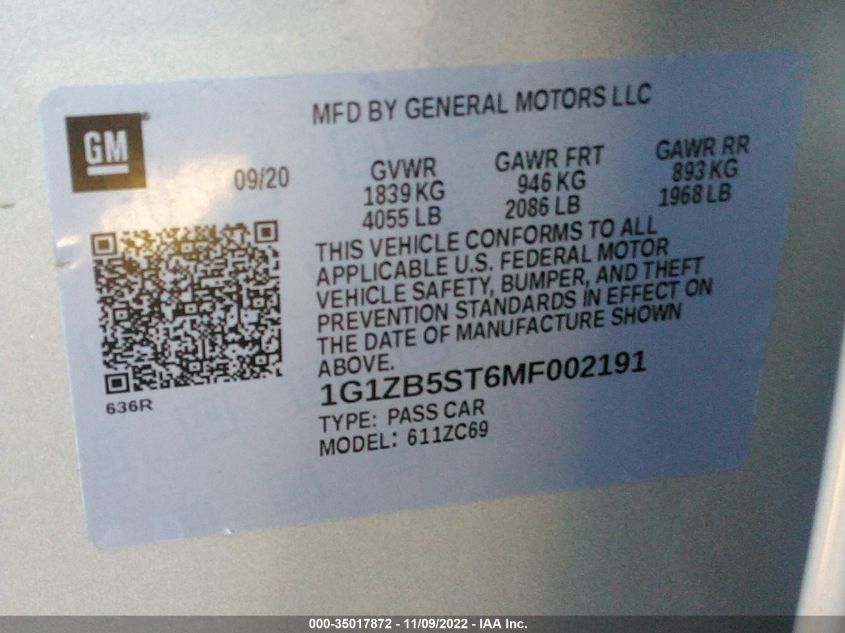 MFD BY GENERAL MOTORS LLC
GM®
09/20
GVWR GAWR FRT GAWR RR
1839 KG 946 KG 893 KG
4055 LB 2086 LB 1968 LB
THIS VEHICLE CONFORMS TO ALL
APPLICABLE U.S. FEDERAL MOTOR
VEHICLE SAFETY, BUMPER, AND THEFT
PREVENTION STANDARDS IN EFFECT ON
THE DATE OF MANUFACTURE SHOWN
ABOVE.
636R
1G1ZB5ST6MF002191
TYPE: PASS CAR
MODEL: 611ZC69
000-35017872 - 11/09/2022 - IAA Inc.